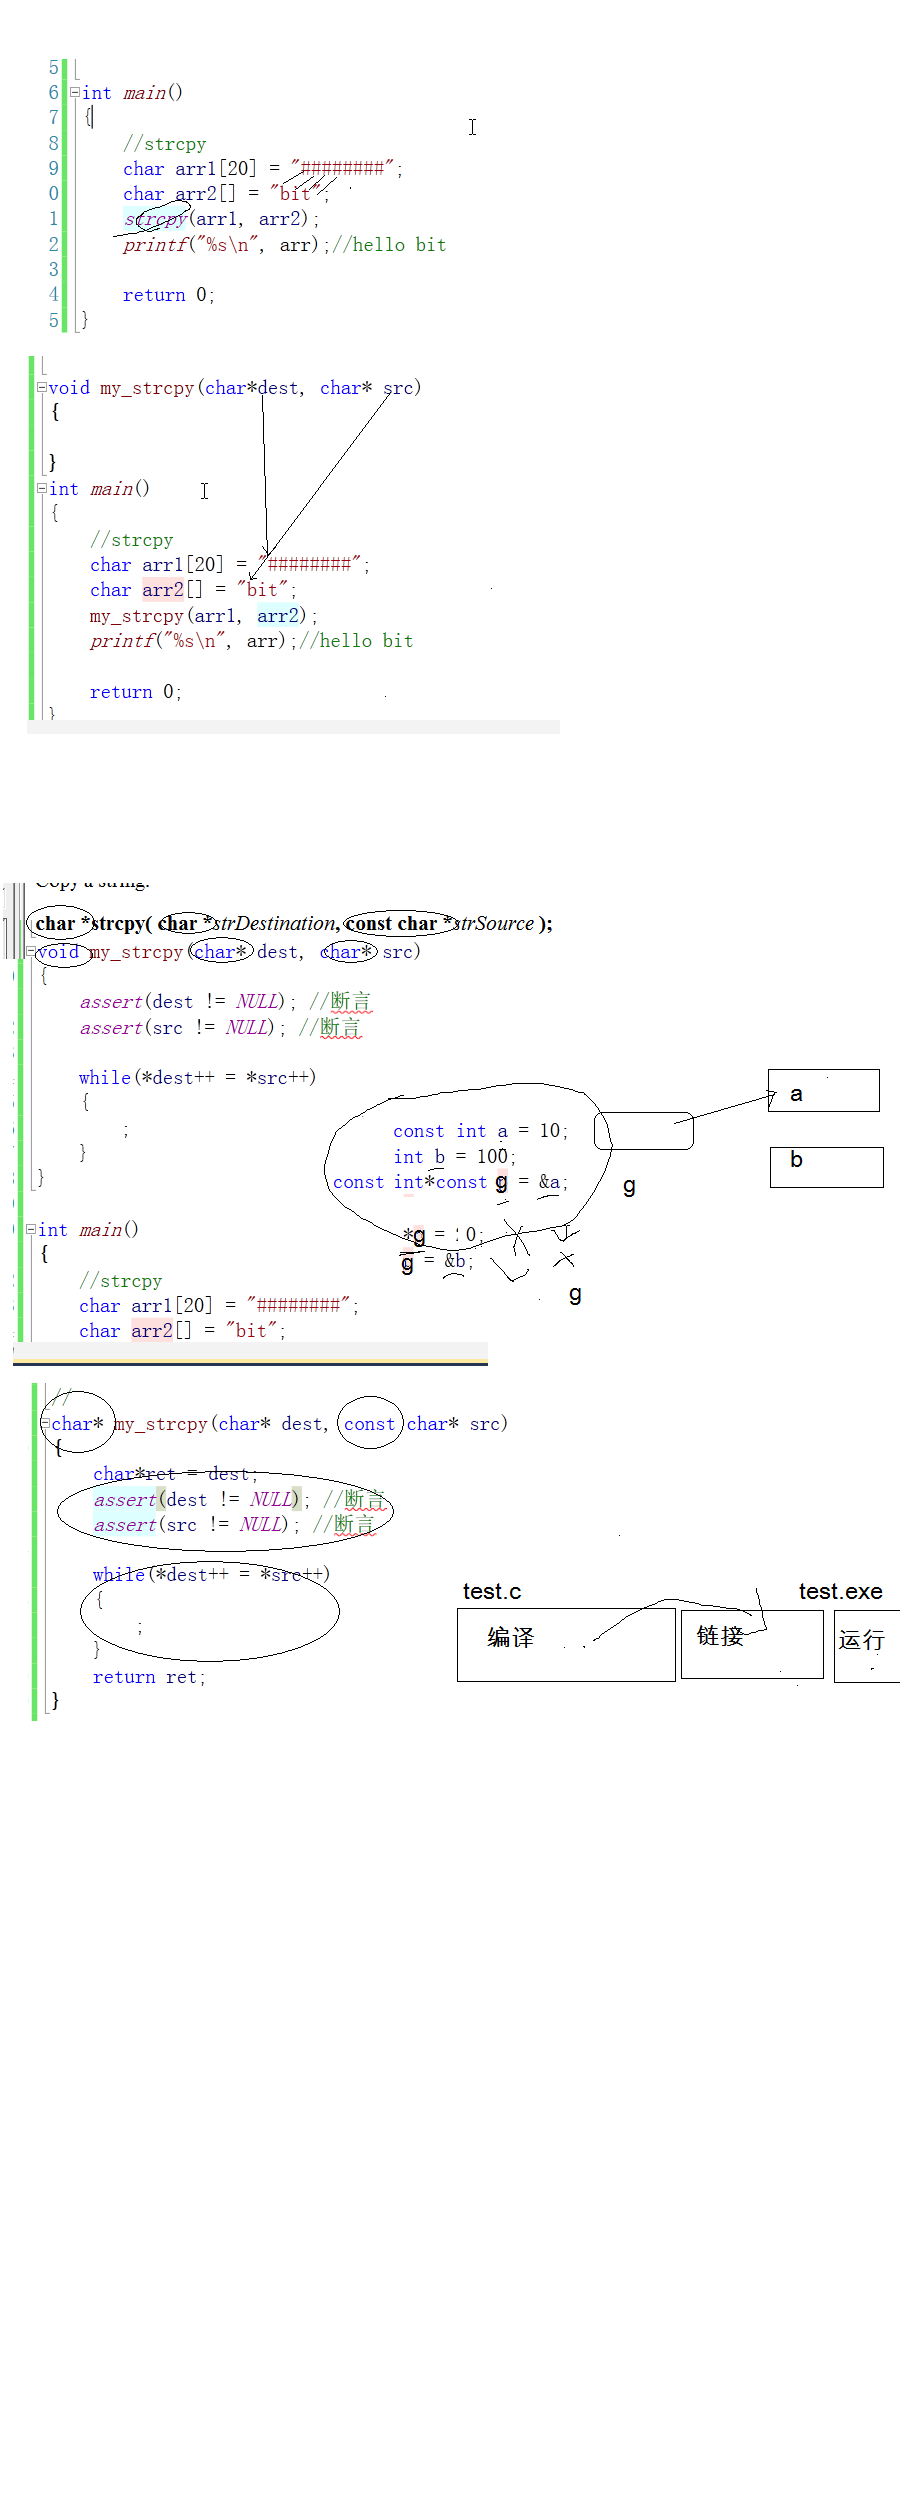 5
6 int main()
7 {
8 //strcpy
9 char arr1[20] = "########";
0 char arr2[] = "bit";
1 strcpy(arr1, arr2);
2 printf("%s\n", arr);//hello bit
3
4 return 0;
5 }
void my_strcpy(char*dest, char* src)
{
}
int main()
{
//strcpy
char arr1[20] = "########";
char arr2[] = "bit";
my_strcpy(arr1, arr2);
printf("%s\n", arr);//hello bit
return 0;
}
Copy a string.
char *strcpy( char *strDestination, const char *strSource );
void my_strcpy(char* dest, char* src)
{
assert(dest != NULL); //断言
assert(src != NULL); //断言
while(*dest++ = *src++)
{
;
}
}
const int a = 10;
int b = 100;
const int*const g = &a;
*g = 0;
g = &b;
a
b
g
g
int main()
{
//strcpy
char arr1[20] = "########";
char arr2[] = "bit";
//
char* my_strcpy(char* dest, const char* src)
{
char*ret = dest;
assert(dest != NULL); //断言
assert(src != NULL); //断言
while(*dest++ = *src++)
{
;
}
return ret;
}
test.c test.exe
编译 链接 运行